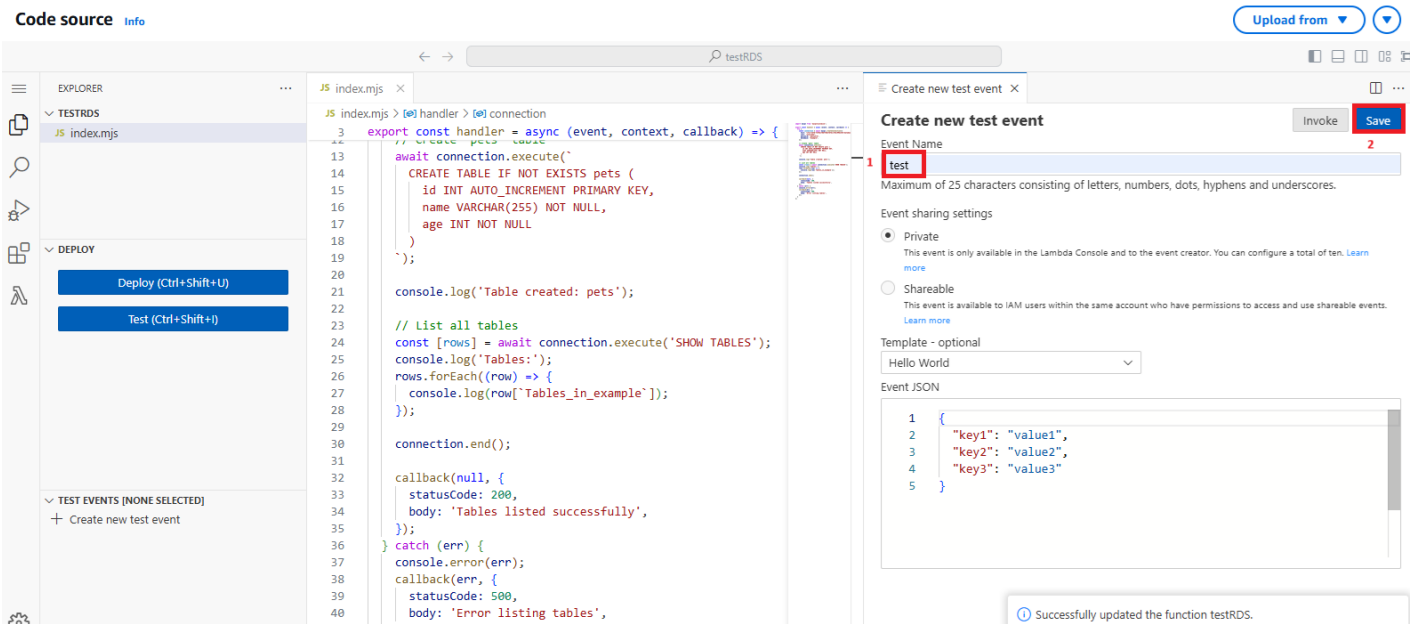 Code source Info
Upload from
testRDS
EXPLORER
TESTRDS
JS index.mjs
DEPLOY
Deploy (Ctrl+Shift+U)
Test (Ctrl+Shift+I)
TEST EVENTS [NONE SELECTED]
Create new test event
JS index.mjs
JS index.mjs > handler > connection
3 export const handler = async (event, context, callback) => {
12 // Create 'pets' table
13 await connection.execute(`
14 CREATE TABLE IF NOT EXISTS pets (
15 id INT AUTO_INCREMENT PRIMARY KEY,
16 name VARCHAR(255) NOT NULL,
17 age INT NOT NULL
18 )
19 `);
20
21 console.log('Table created: pets');
22
23 // List all tables
24 const [rows] = await connection.execute('SHOW TABLES');
25 console.log('Tables:');
26 rows.forEach((row) => {
27 console.log(row[`Tables_in_example`]);
28 });
29
30 connection.end();
31
32 callback(null, {
33 statusCode: 200,
34 body: 'Tables listed successfully',
35 });
36 } catch (err) {
37 console.error(err);
38 callback(err, {
39 statusCode: 500,
40 body: 'Error listing tables',
Create new test event
Create new test event
Invoke
Save
2
Event Name
1
test
Maximum of 25 characters consisting of letters, numbers, dots, hyphens and underscores.
Event sharing settings
Private
This event is only available in the Lambda Console and to the event creator. You can configure a total of ten. Learn
more
Shareable
This event is available to IAM users within the same account who have permissions to access and use shareable events.
Learn more
Template - optional
Hello World
Event JSON
1 {
2 "key1": "value1",
3 "key2": "value2",
4 "key3": "value3"
5 }
Successfully updated the function testRDS.